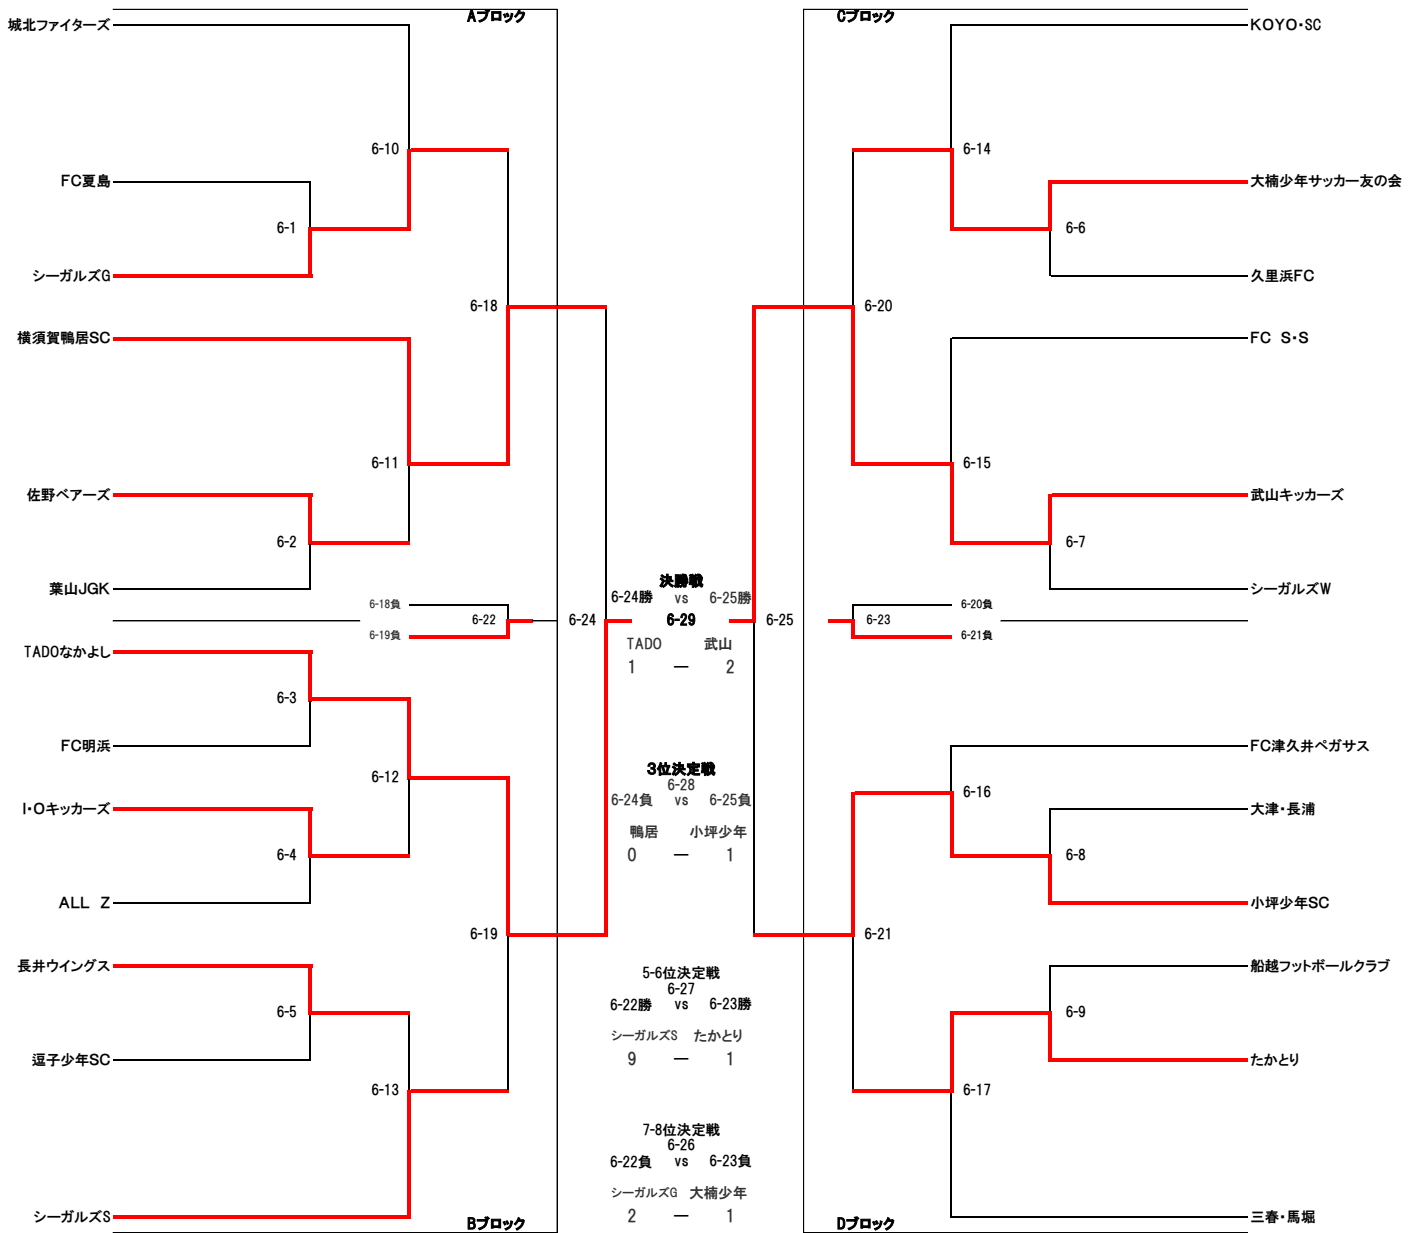 Aブロック
Cブロック
城北ファイターズ
KOYO・SC
6-10
6-14
FC夏島
大楠少年サッカー友の会
6-1
6-6
シーガルズG
久里浜FC
6-18
6-20
横須賀鴨居SC
FC S・S
6-11
6-15
佐野ベアーズ
武山キッカーズ
6-2
6-7
葉山JGK
シーガルズW
決勝戦
6-24勝 vs 6-25勝
6-29
6-18負
6-22
6-19負
6-24
6-25
6-20負
6-23
6-21負
TADO 武山
1 ― 2
TADOなかよし
6-3
FC明浜
FC津久井ペガサス
6-12
6-16
3位決定戦
6-28
6-24負 vs 6-25負
鴨居 小坪少年
0 ― 1
I・Oキッカーズ
大津・長浦
6-4
6-8
ALL Z
小坪少年SC
6-19
6-21
長井ウイングス
船越フットボールクラブ
5-6位決定戦
6-27
6-22勝 vs 6-23勝
シーガルズS たかとり
9 ― 1
6-5
6-9
逗子少年SC
たかとり
6-13
6-17
7-8位決定戦
6-26
6-22負 vs 6-23負
シーガルズG 大楠少年
2 ― 1
シーガルズS
三春・馬堀
Bブロック
Dブロック